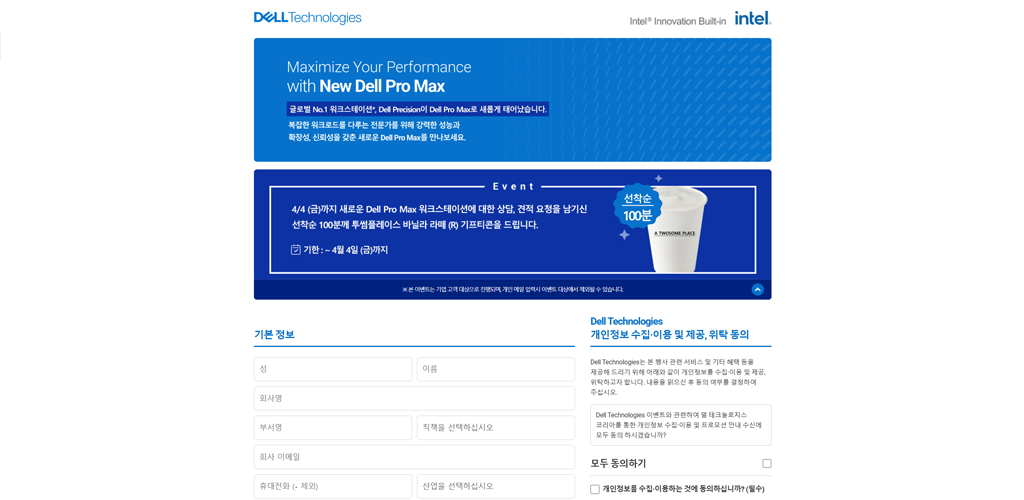 DELLTechnologies
Intel® Innovation Built-in intel.
Maximize Your Performance
with New Dell Pro Max
글로벌 No.1 워크스테이션*, Dell Precision이 Dell Pro Max로 새롭게 태어났습니다.
복잡한 워크로드를 다루는 전문가를 위해 강력한 성능과
확장성, 신뢰성을 갖춘 새로운 Dell Pro Max를 만나보세요.
Event
4/4 (금)까지 새로운 Dell Pro Max 워크스테이션에 대한 상담, 견적 요청을 남기신
선착순 100분께 투썸플레이스 바닐라 라떼 (R) 기프티콘을 드립니다.
기한 : ~ 4월 4일 (금)까지
선착순
100분
A TWOSOME PLACE
※ 본 이벤트는 기업 고객 대상으로 진행되며, 개인 메일 입력시 이벤트 대상에서 제외될 수 있습니다.
기본 정보
성
이름
회사명
부서명
직책을 선택하십시오
회사 이메일
휴대전화 (- 제외)
산업을 선택하십시오
Dell Technologies
개인정보 수집·이용 및 제공, 위탁 동의
Dell Technologies는 본 행사 관련 서비스 및 기타 혜택 등을
제공해 드리기 위해 아래와 같이 개인정보를 수집·이용 및 제공,
위탁하고자 합니다. 내용을 읽으신 후 동의 여부를 결정하여
주십시오.
Dell Technologies 이벤트와 관련하여 델 테크놀로지스
코리아를 통한 개인정보 수집·이용 및 프로모션 안내 수신에
모두 동의 하시겠습니까?
모두 동의하기
개인정보를 수집·이용하는 것에 동의하십니까? (필수)